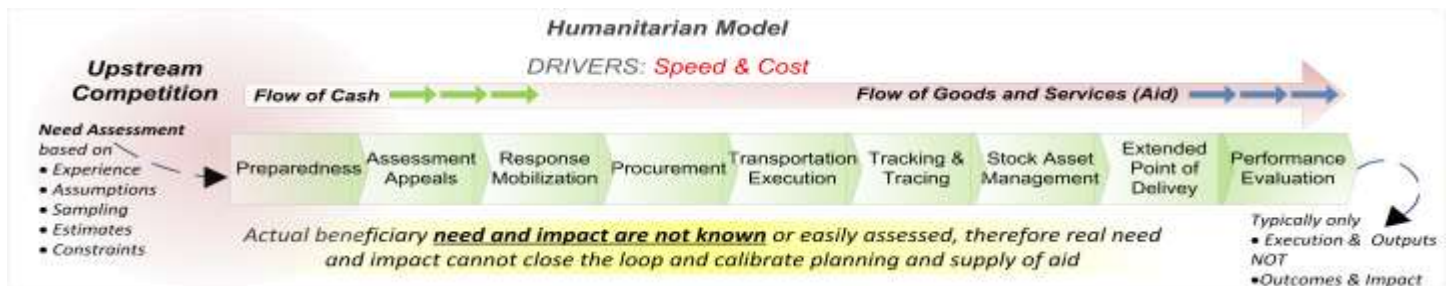 Humanitarian Model
DRIVERS: Speed & Cost
Upstream
Competition
Flow of Cash
Flow of Goods and Services (Aid)
Need Assessment
based on
• Experience
• Assumptions
• Sampling
• Estimates
• Constraints
Preparedness
Assessment
Appeals
Response
Mobilization
Procurement
Transportation
Execution
Tracking &
Tracing
Stock Asset
Management
Extended
Point of
Delivey
Performance
Evaluation
Actual beneficiary need and impact are not known or easily assessed, therefore real need
and impact cannot close the loop and calibrate planning and supply of aid
Typically only
• Execution & Outputs
NOT
•Outcomes & Impact